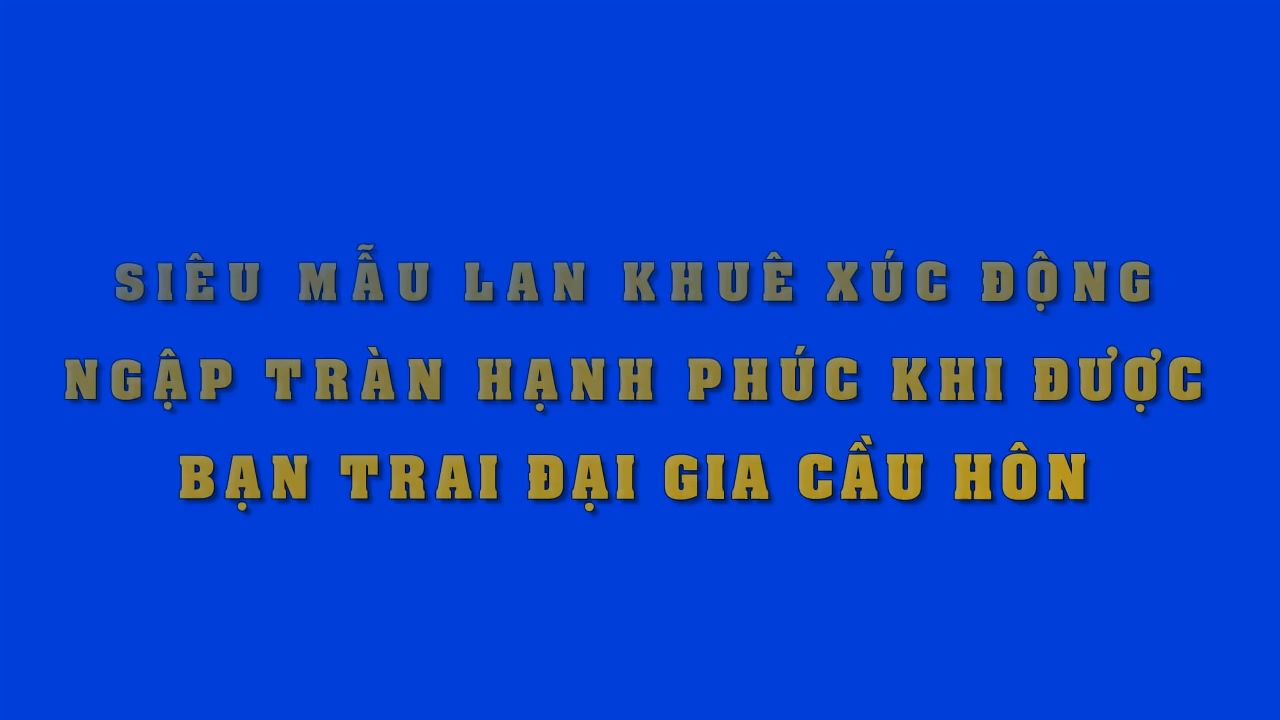 SIÊU MẪU LAN KHUÊ XÚC ĐỘNG
NGẬP TRÀN HẠNH PHÚC KHI ĐƯỢC
BẠN TRAI ĐẠI GIA CẦU HÔN